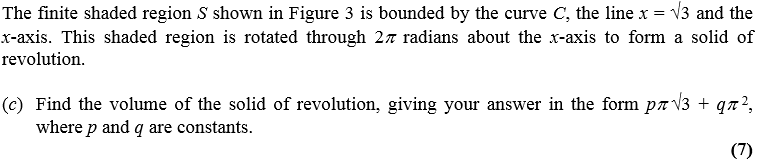 The finite shaded region S shown in Figure 3 is bounded by the curve C, the line x = √3 and the
x-axis. This shaded region is rotated through 2π radians about the x-axis to form a solid of
revolution.
(c) Find the volume of the solid of revolution, giving your answer in the form pπ√3 + qπ²,
where p and q are constants.
(7)